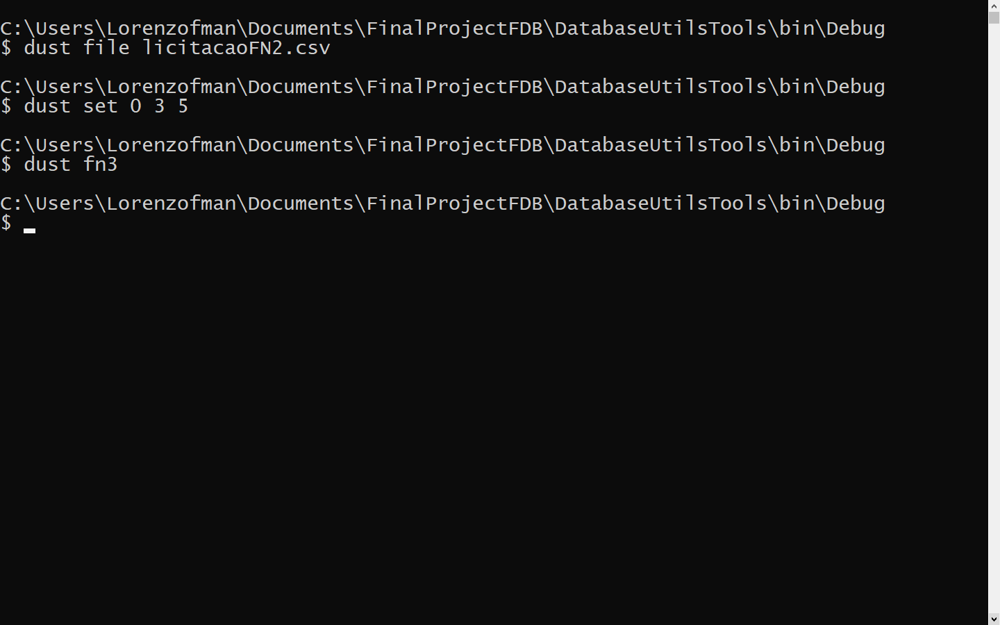 C:\Users\Lorenzofman\Documents\FinalProjectFDB\DatabaseUtilsTools\bin\Debug
$ dust file licitacaoFN2.csv
C:\Users\Lorenzofman\Documents\FinalProjectFDB\DatabaseUtilsTools\bin\Debug
$ dust set 0 3 5
C:\Users\Lorenzofman\Documents\FinalProjectFDB\DatabaseUtilsTools\bin\Debug
$ dust fn3
C:\Users\Lorenzofman\Documents\FinalProjectFDB\DatabaseUtilsTools\bin\Debug
$